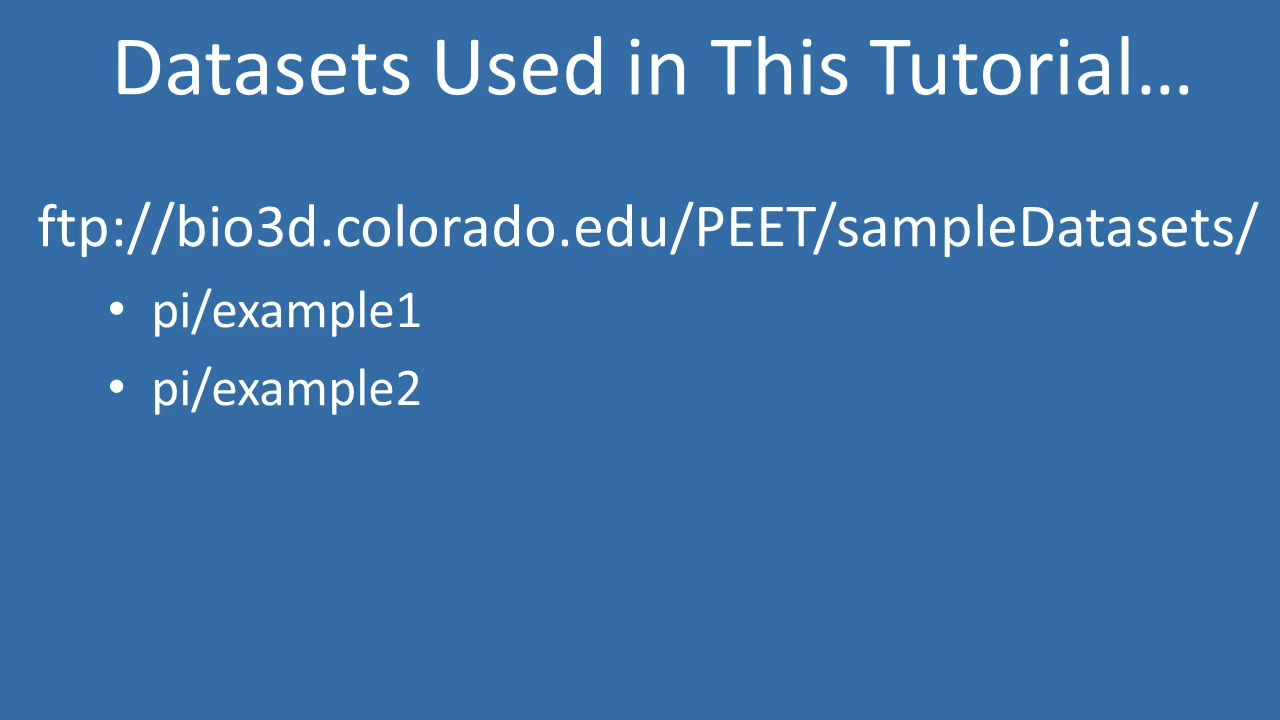 Datasets Used in This Tutorial…
ftp://bio3d.colorado.edu/PEET/sampleDatasets/
• pi/example1
• pi/example2